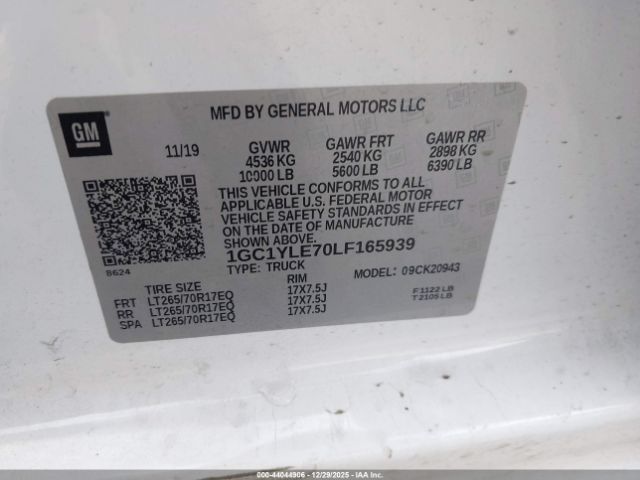 GM
MFD BY GENERAL MOTORS LLC
11/19
GVWR GAWR FRT GAWR RR
4536 KG 2540 KG 2898 KG
10000 LB 5600 LB 6390 LB
THIS VEHICLE CONFORMS TO ALL
APPLICABLE U.S. FEDERAL MOTOR
VEHICLE SAFETY STANDARDS IN EFFECT
ON THE DATE OF MANUFACTURE
SHOWN ABOVE.
1GC1YLE70LF165939
8624
TYPE: TRUCK MODEL: 09CK20943
TIRE SIZE RIM
FRT LT265/70R17EQ 17X7.5J
RR LT265/70R17EQ 17X7.5J
SPA LT265/70R17EQ 17X7.5J
F1122 LB
T2105 LB
000-44044906 - 12/29/2025 - IAAI.COM